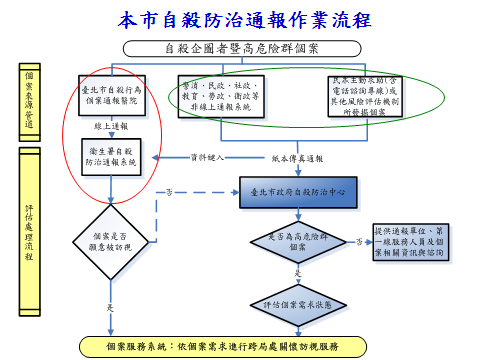 本市自殺防治通報作業流程
自殺企圖者暨高危險群個案
個案來源管道
臺北市自殺行為
個案通報醫院
勞消、民政、社政、
教育、勞政、衛政等
非線上通報系統
民眾主動求助(含
電話諮詢專線)或
其他風險評估機制
所發掘個案
線上通報
衛生署自殺
防治通報系統
資料鍵入
紙本傳真通報
評估處理流程
否
臺北市政府自殺防治中心
個案是否
願意被訪視
是否為高危險群
個案
否
提供通報單位、第
一線服務人員及個
案相關資訊與諮詢
是
是
評估個案需求狀態
個案服務系統：依個案需求進行跨局處關懷訪視服務